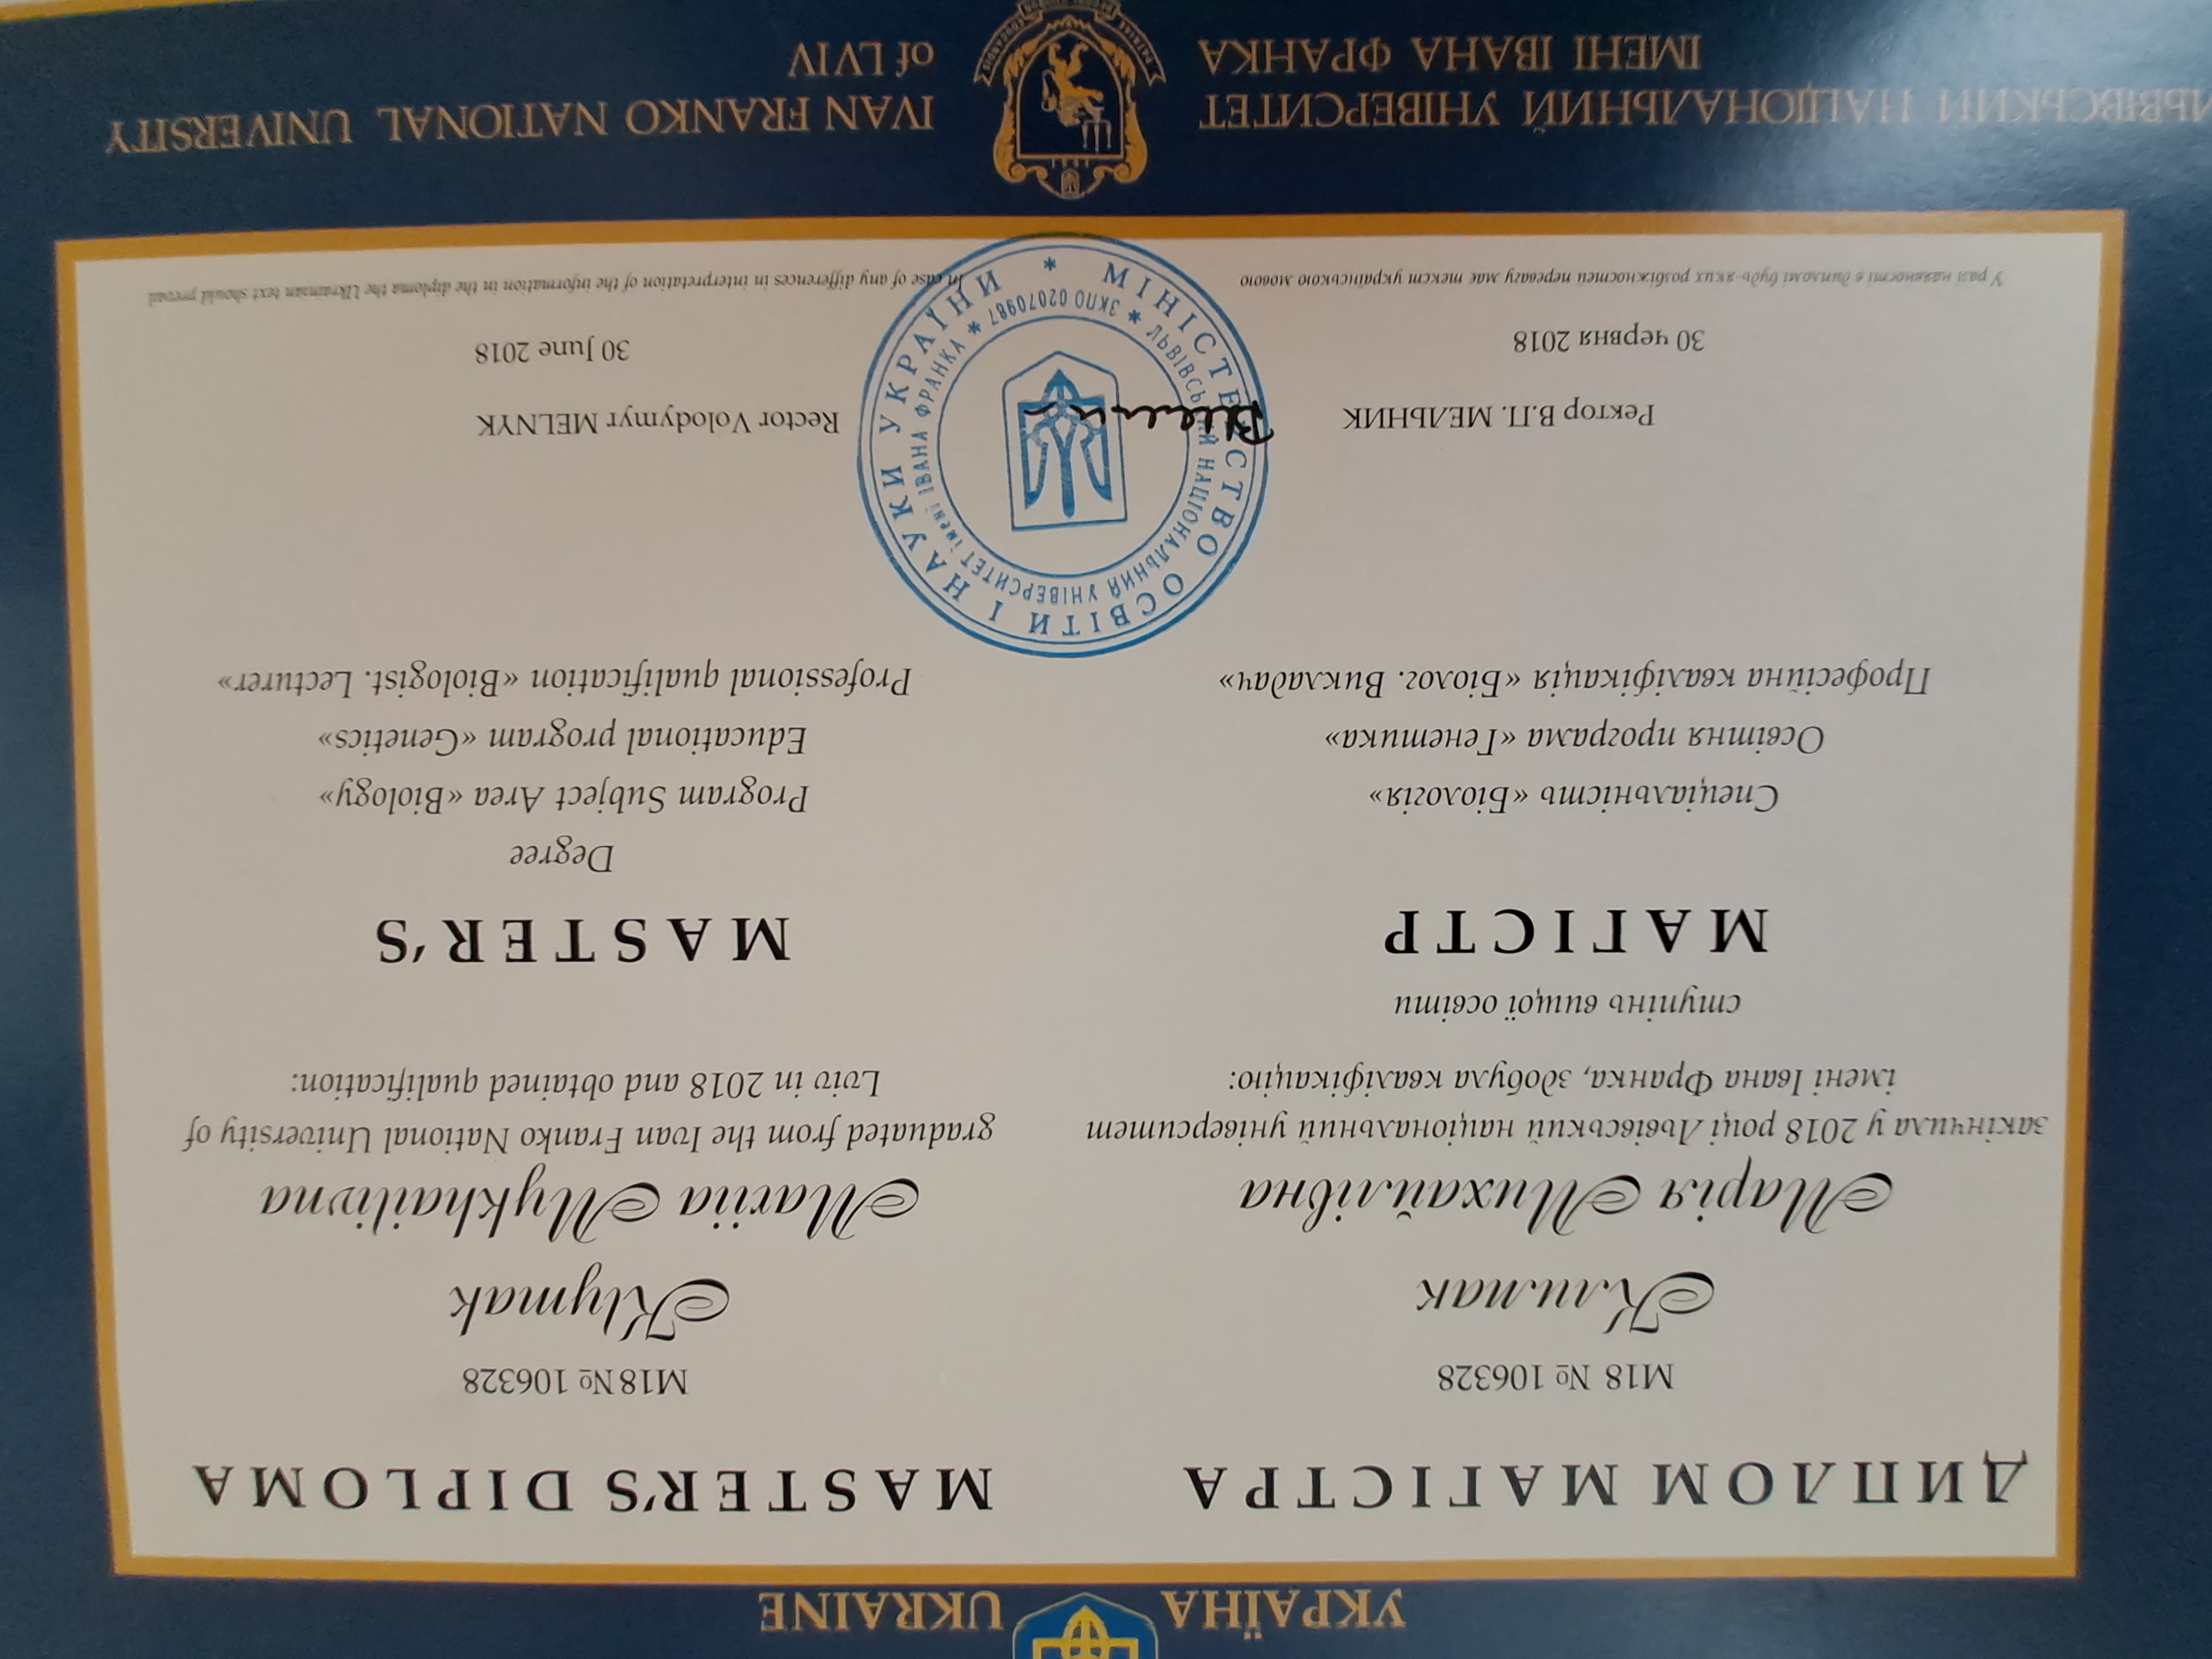 УКРАЇНА
UKRAINE
ДИПЛОМ МАГІСТРА
М18 № 106328
Климак
Марія Михайлівна
закінчила у 2018 році Львівський національний університет
імені Івана Франка, здобула кваліфікацію:
ступінь вищої освіти
МАГІСТР
Спеціальність «Біологія»
Освітня програма «Генетика»
Професійна кваліфікація «Біолог. Викладач»
Ректор В.П. МЕЛЬНИК
30 червня 2018
У разі наявності в дипломі будь-яких розбіжностей перевагу має текст українською мовою
MASTER'S DIPLOMA
M18 № 106328
Klymak
Mariia Mykhailivna
graduated from the Ivan Franko National University of
Lviv in 2018 and obtained qualification:
MASTER'S
Degree
Program Subject Area «Biology»
Educational program «Genetics»
Professional qualification «Biologist. Lecturer»
Rector Volodymyr MELNYK
30 June 2018
In case of any differences in interpretation of the information in the diploma the Ukrainian text should prevail
МІНІСТЕРСТВО ОСВІТИ І НАУКИ УКРАЇНИ *
ЛЬВІВСЬКИЙ НАЦІОНАЛЬНИЙ УНІВЕРСИТЕТ імені ІВАНА ФРАНКА *
ЗКПО 02070987 *
ЛЬВІВСЬКИЙ НАЦІОНАЛЬНИЙ УНІВЕРСИТЕТ
ІМЕНІ ІВАНА ФРАНКА
IVAN FRANKO NATIONAL UNIVERSITY
of LVIV
1661